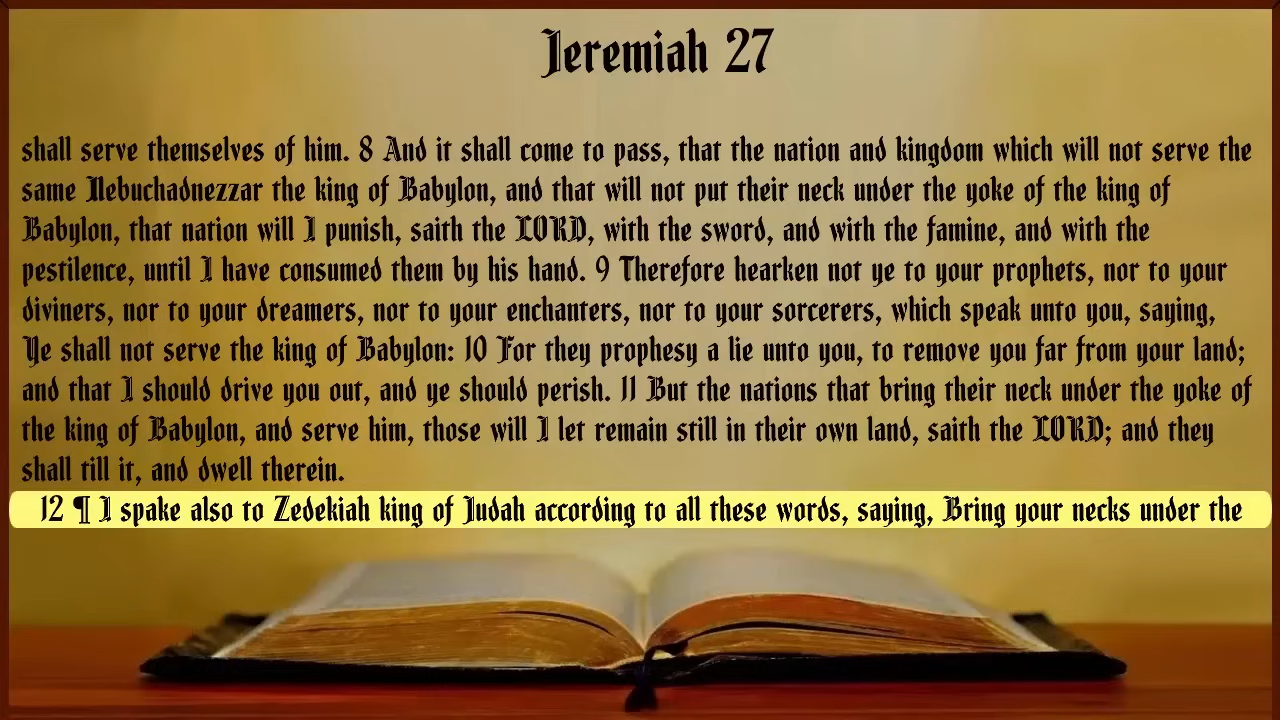 Jeremiah 27
shall serve themselves of him. 8 And it shall come to pass, that the nation and kingdom which will not serve the
same Nebuchadnezzar the king of Babylon, and that will not put their neck under the yoke of the king of
Babylon, that nation will I punish, saith the LORD, with the sword, and with the famine, and with the
pestilence, until I have consumed them by his hand. 9 Therefore hearken not ye to your prophets, nor to your
diviners, nor to your dreamers, nor to your enchanters, nor to your sorcerers, which speak unto you, saying,
Ye shall not serve the king of Babylon: 10 For they prophesy a lie unto you, to remove you far from your land;
and that I should drive you out, and ye should perish. 11 But the nations that bring their neck under the yoke of
the king of Babylon, and serve him, those will I let remain still in their own land, saith the LORD; and they
shall till it, and dwell therein.
12 ¶ I spake also to Zedekiah king of Judah according to all these words, saying, Bring your necks under the